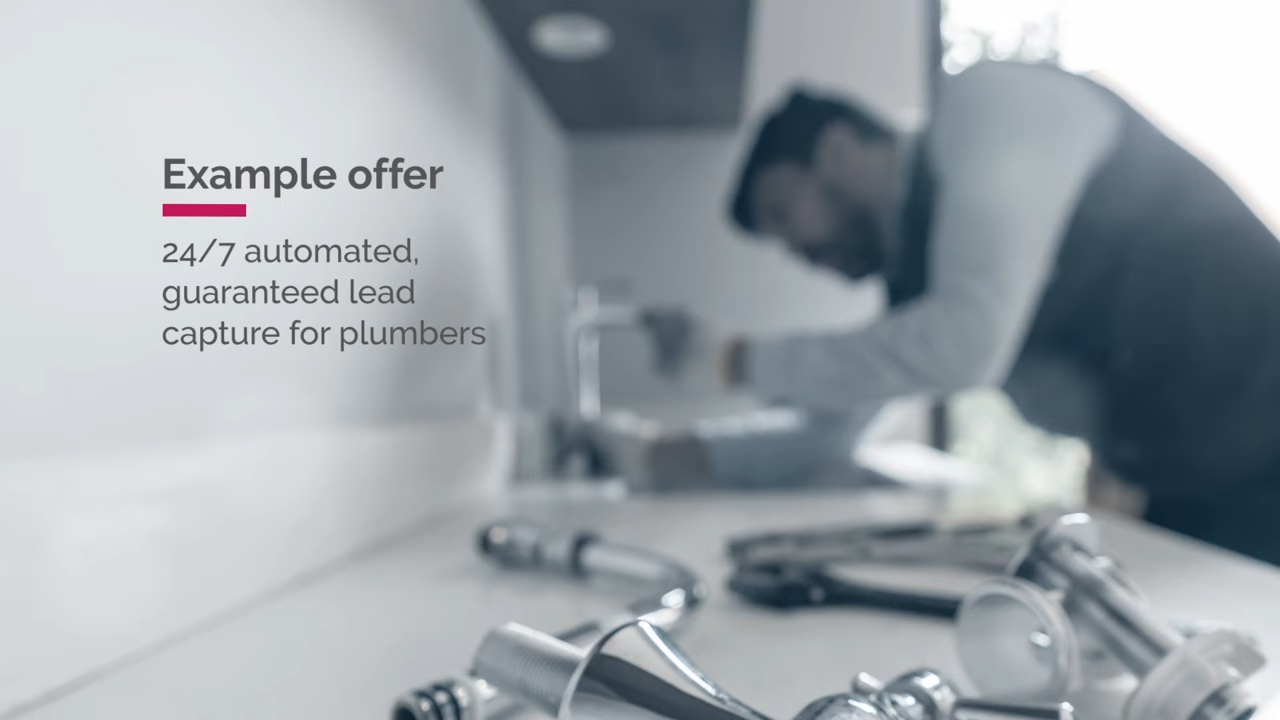 Example offer
24/7 automated,
guaranteed lead
capture for plumbers